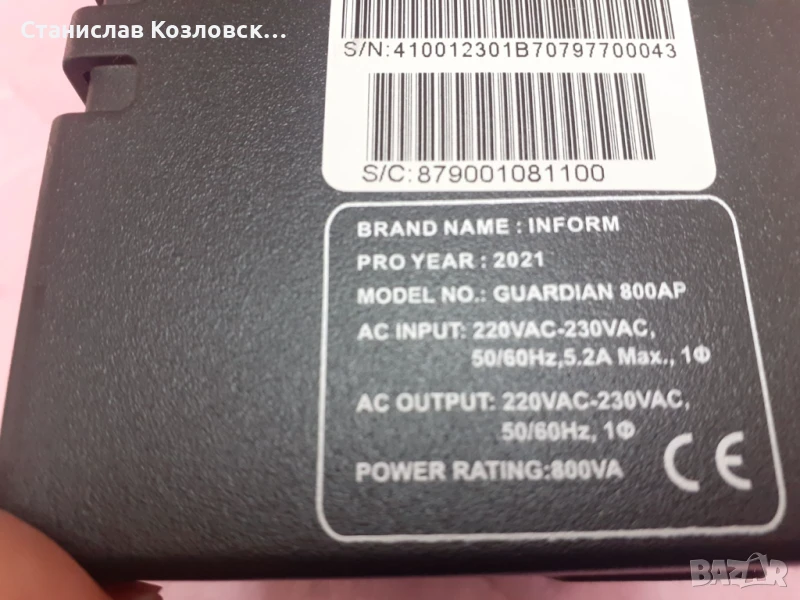 Станислав Козловск...
S/N:410012301B70797700043
S/C:879001081100
BRAND NAME : INFORM
PRO YEAR : 2021
MODEL NO.: GUARDIAN 800AP
AC INPUT: 220VAC-230VAC,
50/60Hz,5.2A Max., 1Φ
AC OUTPUT: 220VAC-230VAC,
50/60Hz, 1Φ
POWER RATING:800VA
CE
BAZAR